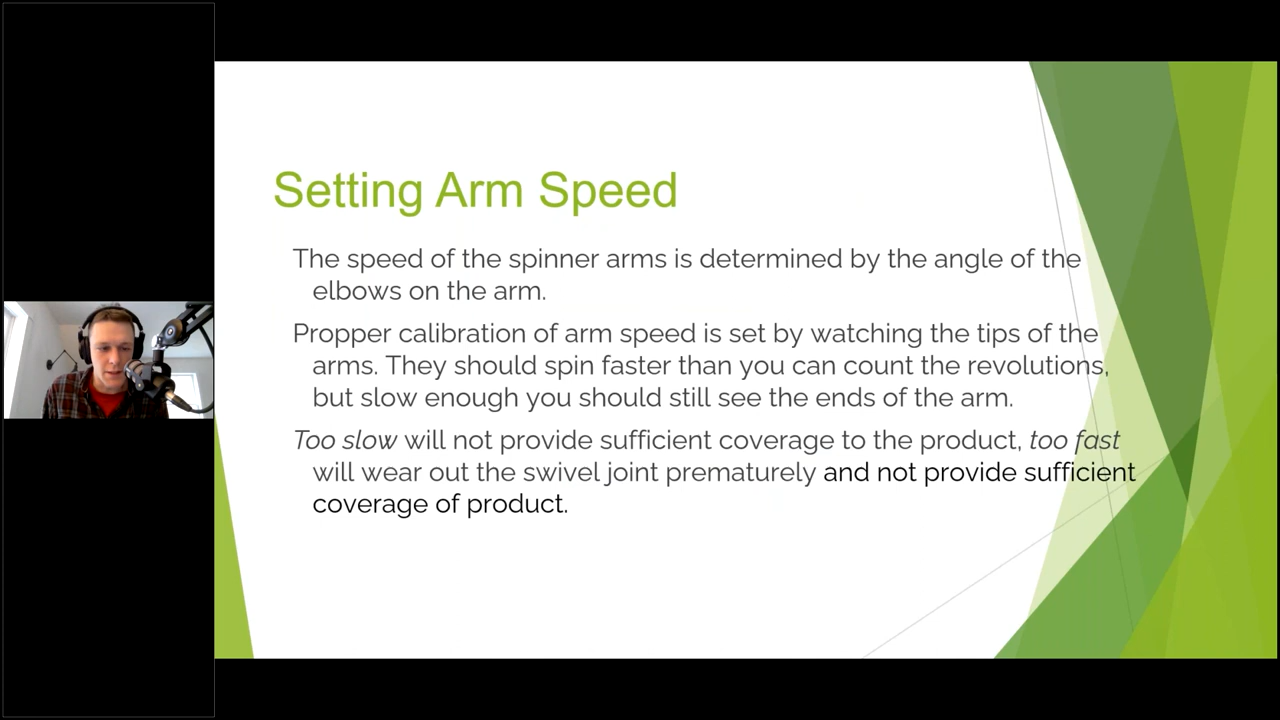 Setting Arm Speed
The speed of the spinner arms is determined by the angle of the
elbows on the arm.
Propper calibration of arm speed is set by watching the tips of the
arms. They should spin faster than you can count the revolutions,
but slow enough you should still see the ends of the arm.
Too slow will not provide sufficient coverage to the product, too fast
will wear out the swivel joint prematurely and not provide sufficient
coverage of product.